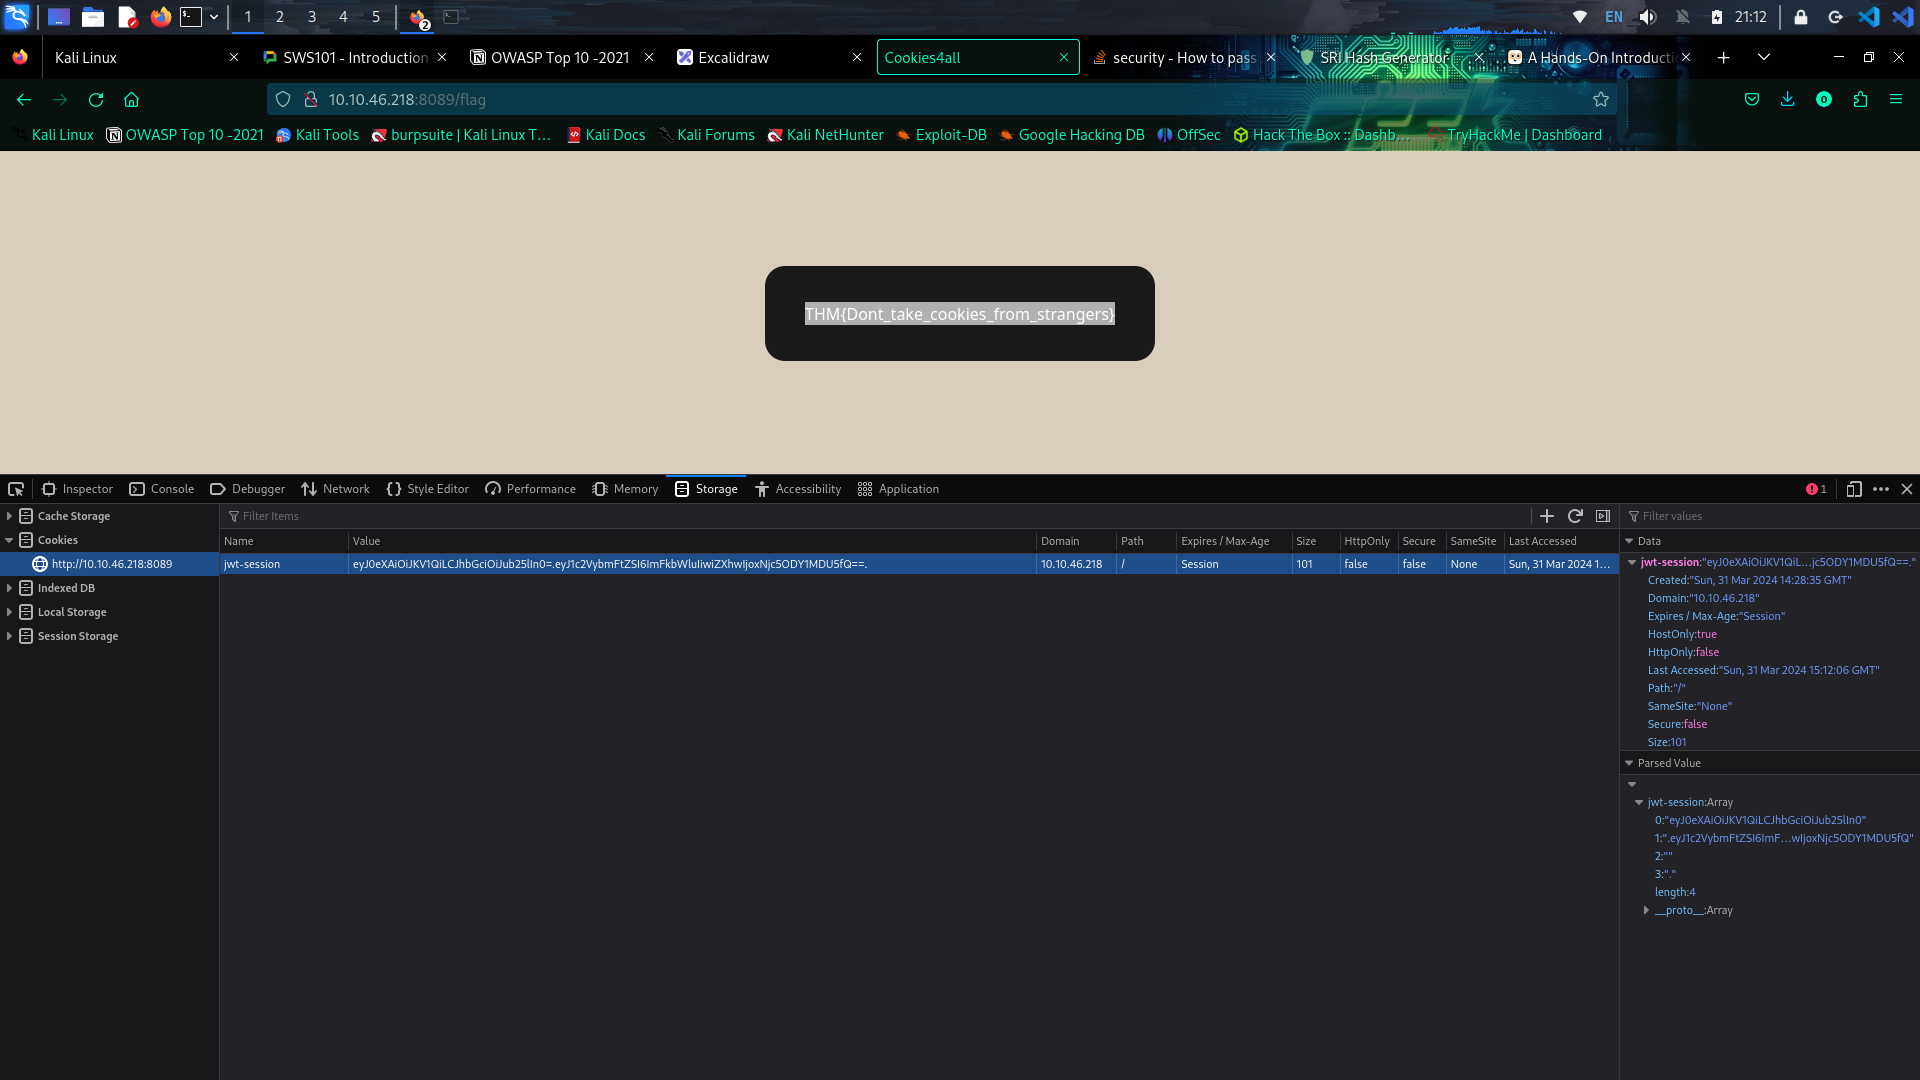 1 2 3 4 5 2 EN 21:12
Kali Linux SWS101 - Introduction OWASP Top 10 -2021 Excalidraw Cookies4all security - How to pass SRI Hash Generator A Hands-On Introducti
10.10.46.218:8089/flag
Kali Linux OWASP Top 10 -2021 Kali Tools burpsuite | Kali Linux T... Kali Docs Kali Forums Kali NetHunter Exploit-DB Google Hacking DB OffSec Hack The Box :: Dashb... TryHackMe | Dashboard
THM{Dont_take_cookies_from_strangers}
Inspector Console Debugger Network Style Editor Performance Memory Storage Accessibility Application 1
Cache Storage
Cookies
http://10.10.46.218:8089
Indexed DB
Local Storage
Session Storage
Filter Items
Name Value Domain Path Expires / Max-Age Size HttpOnly Secure SameSite Last Accessed
jwt-session eyJ0eXAiOiJKV1QiLCJhbGciOiJub25lIn0=.eyJ1c2VybmFtZSI6ImFkbWluIiwiZXhwIjoxNjc5ODY1MDU5fQ==. 10.10.46.218 / Session 101 false false None Sun, 31 Mar 2024 1...
Filter values
Data
jwt-session:"eyJ0eXAiOiJKV1QiL...jc5ODY1MDU5fQ==."
Created:"Sun, 31 Mar 2024 14:28:35 GMT"
Domain:"10.10.46.218"
Expires / Max-Age:"Session"
HostOnly:true
HttpOnly:false
Last Accessed:"Sun, 31 Mar 2024 15:12:06 GMT"
Path:"/"
SameSite:"None"
Secure:false
Size:101
Parsed Value
jwt-session:Array
0:"eyJ0eXAiOiJKV1QiLCJhbGciOiJub25lIn0"
1:".eyJ1c2VybmFtZSI6ImF...wIjoxNjc5ODY1MDU5fQ"
2:""
3:"."
length:4
__proto__:Array